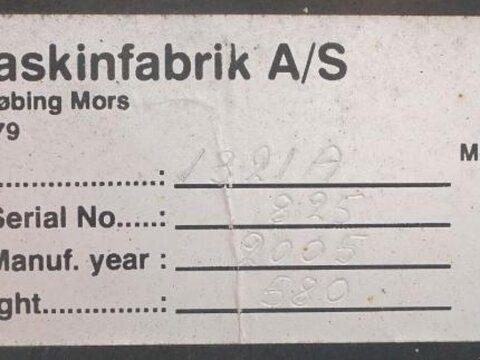 askinfabrik A/S
øbing Mors
79
M
..............: 1321A
Serial No.....: 825
Manuf. year : 2005
ght..............: 580